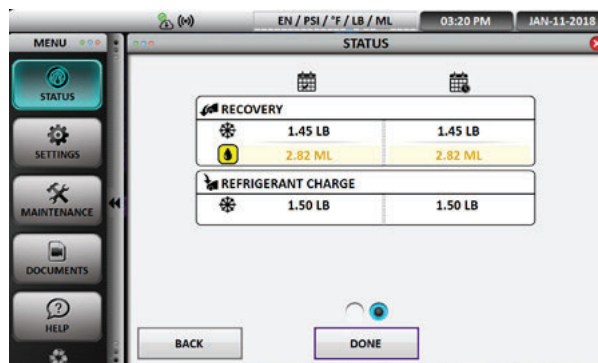 EN / PSI / °F / LB / ML 03:20 PM JAN-11-2018
MENU STATUS
STATUS
SETTINGS
MAINTENANCE
DOCUMENTS
HELP
RECOVERY
1.45 LB 1.45 LB
2.82 ML 2.82 ML
REFRIGERANT CHARGE
1.50 LB 1.50 LB
BACK DONE